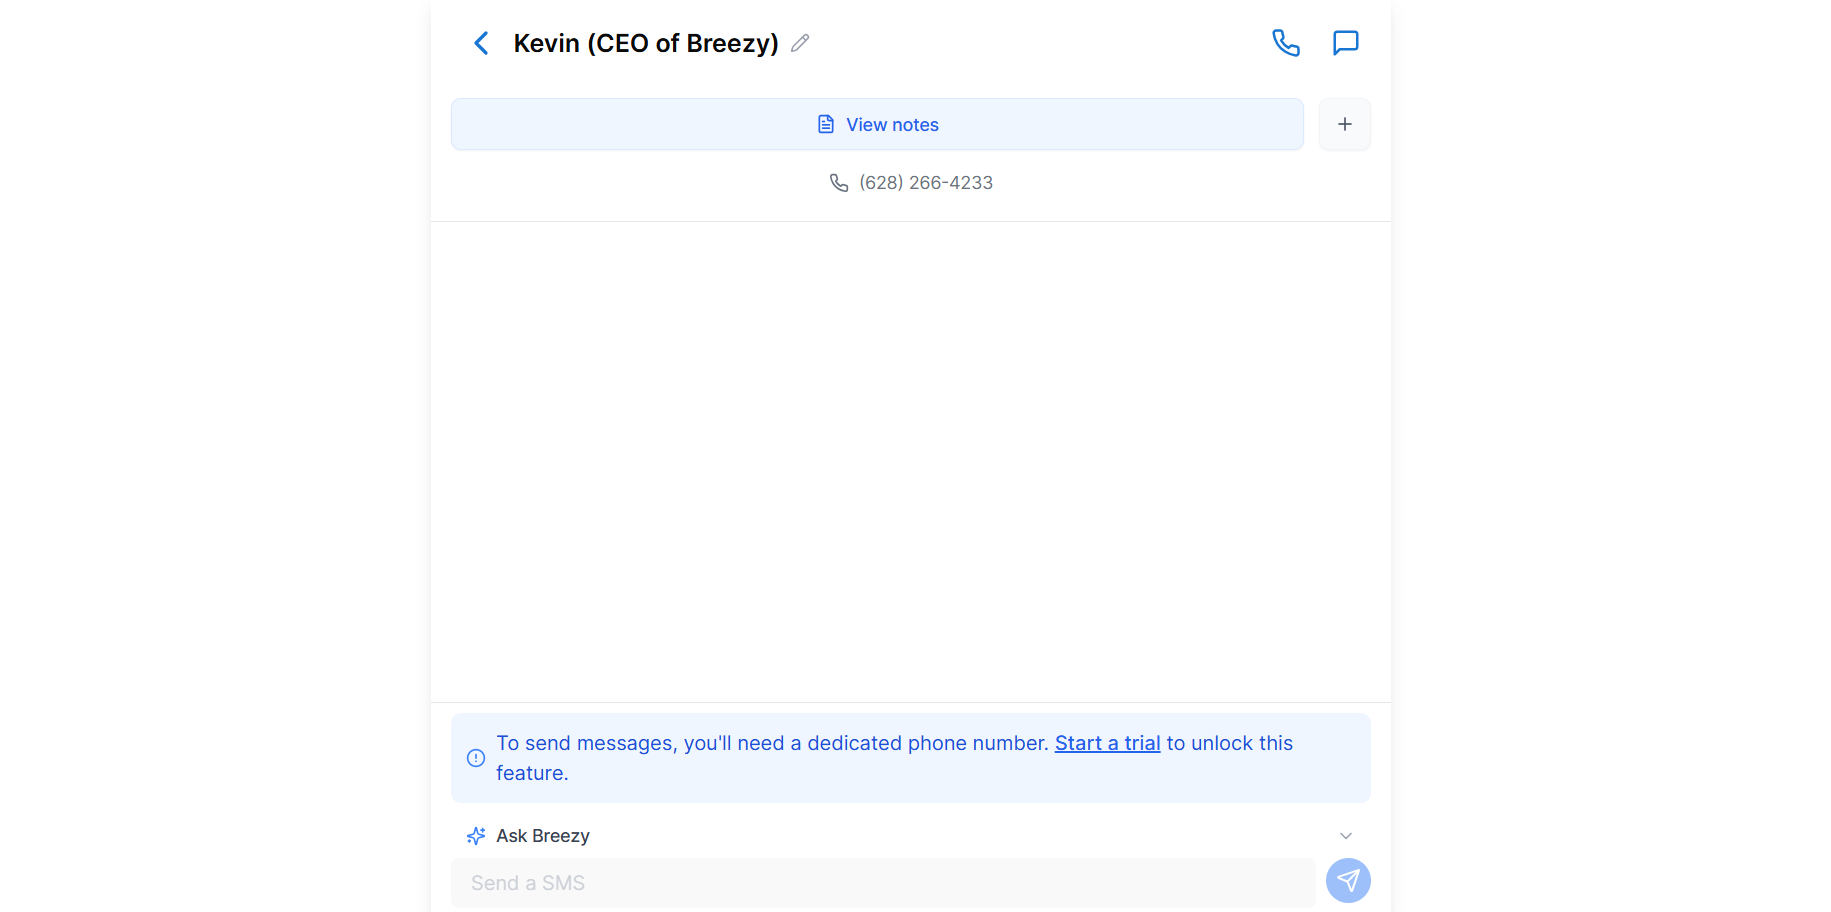 Kevin (CEO of Breezy)
View notes
(628) 266-4233
To send messages, you'll need a dedicated phone number. Start a trial to unlock this
feature.
Ask Breezy
Send a SMS